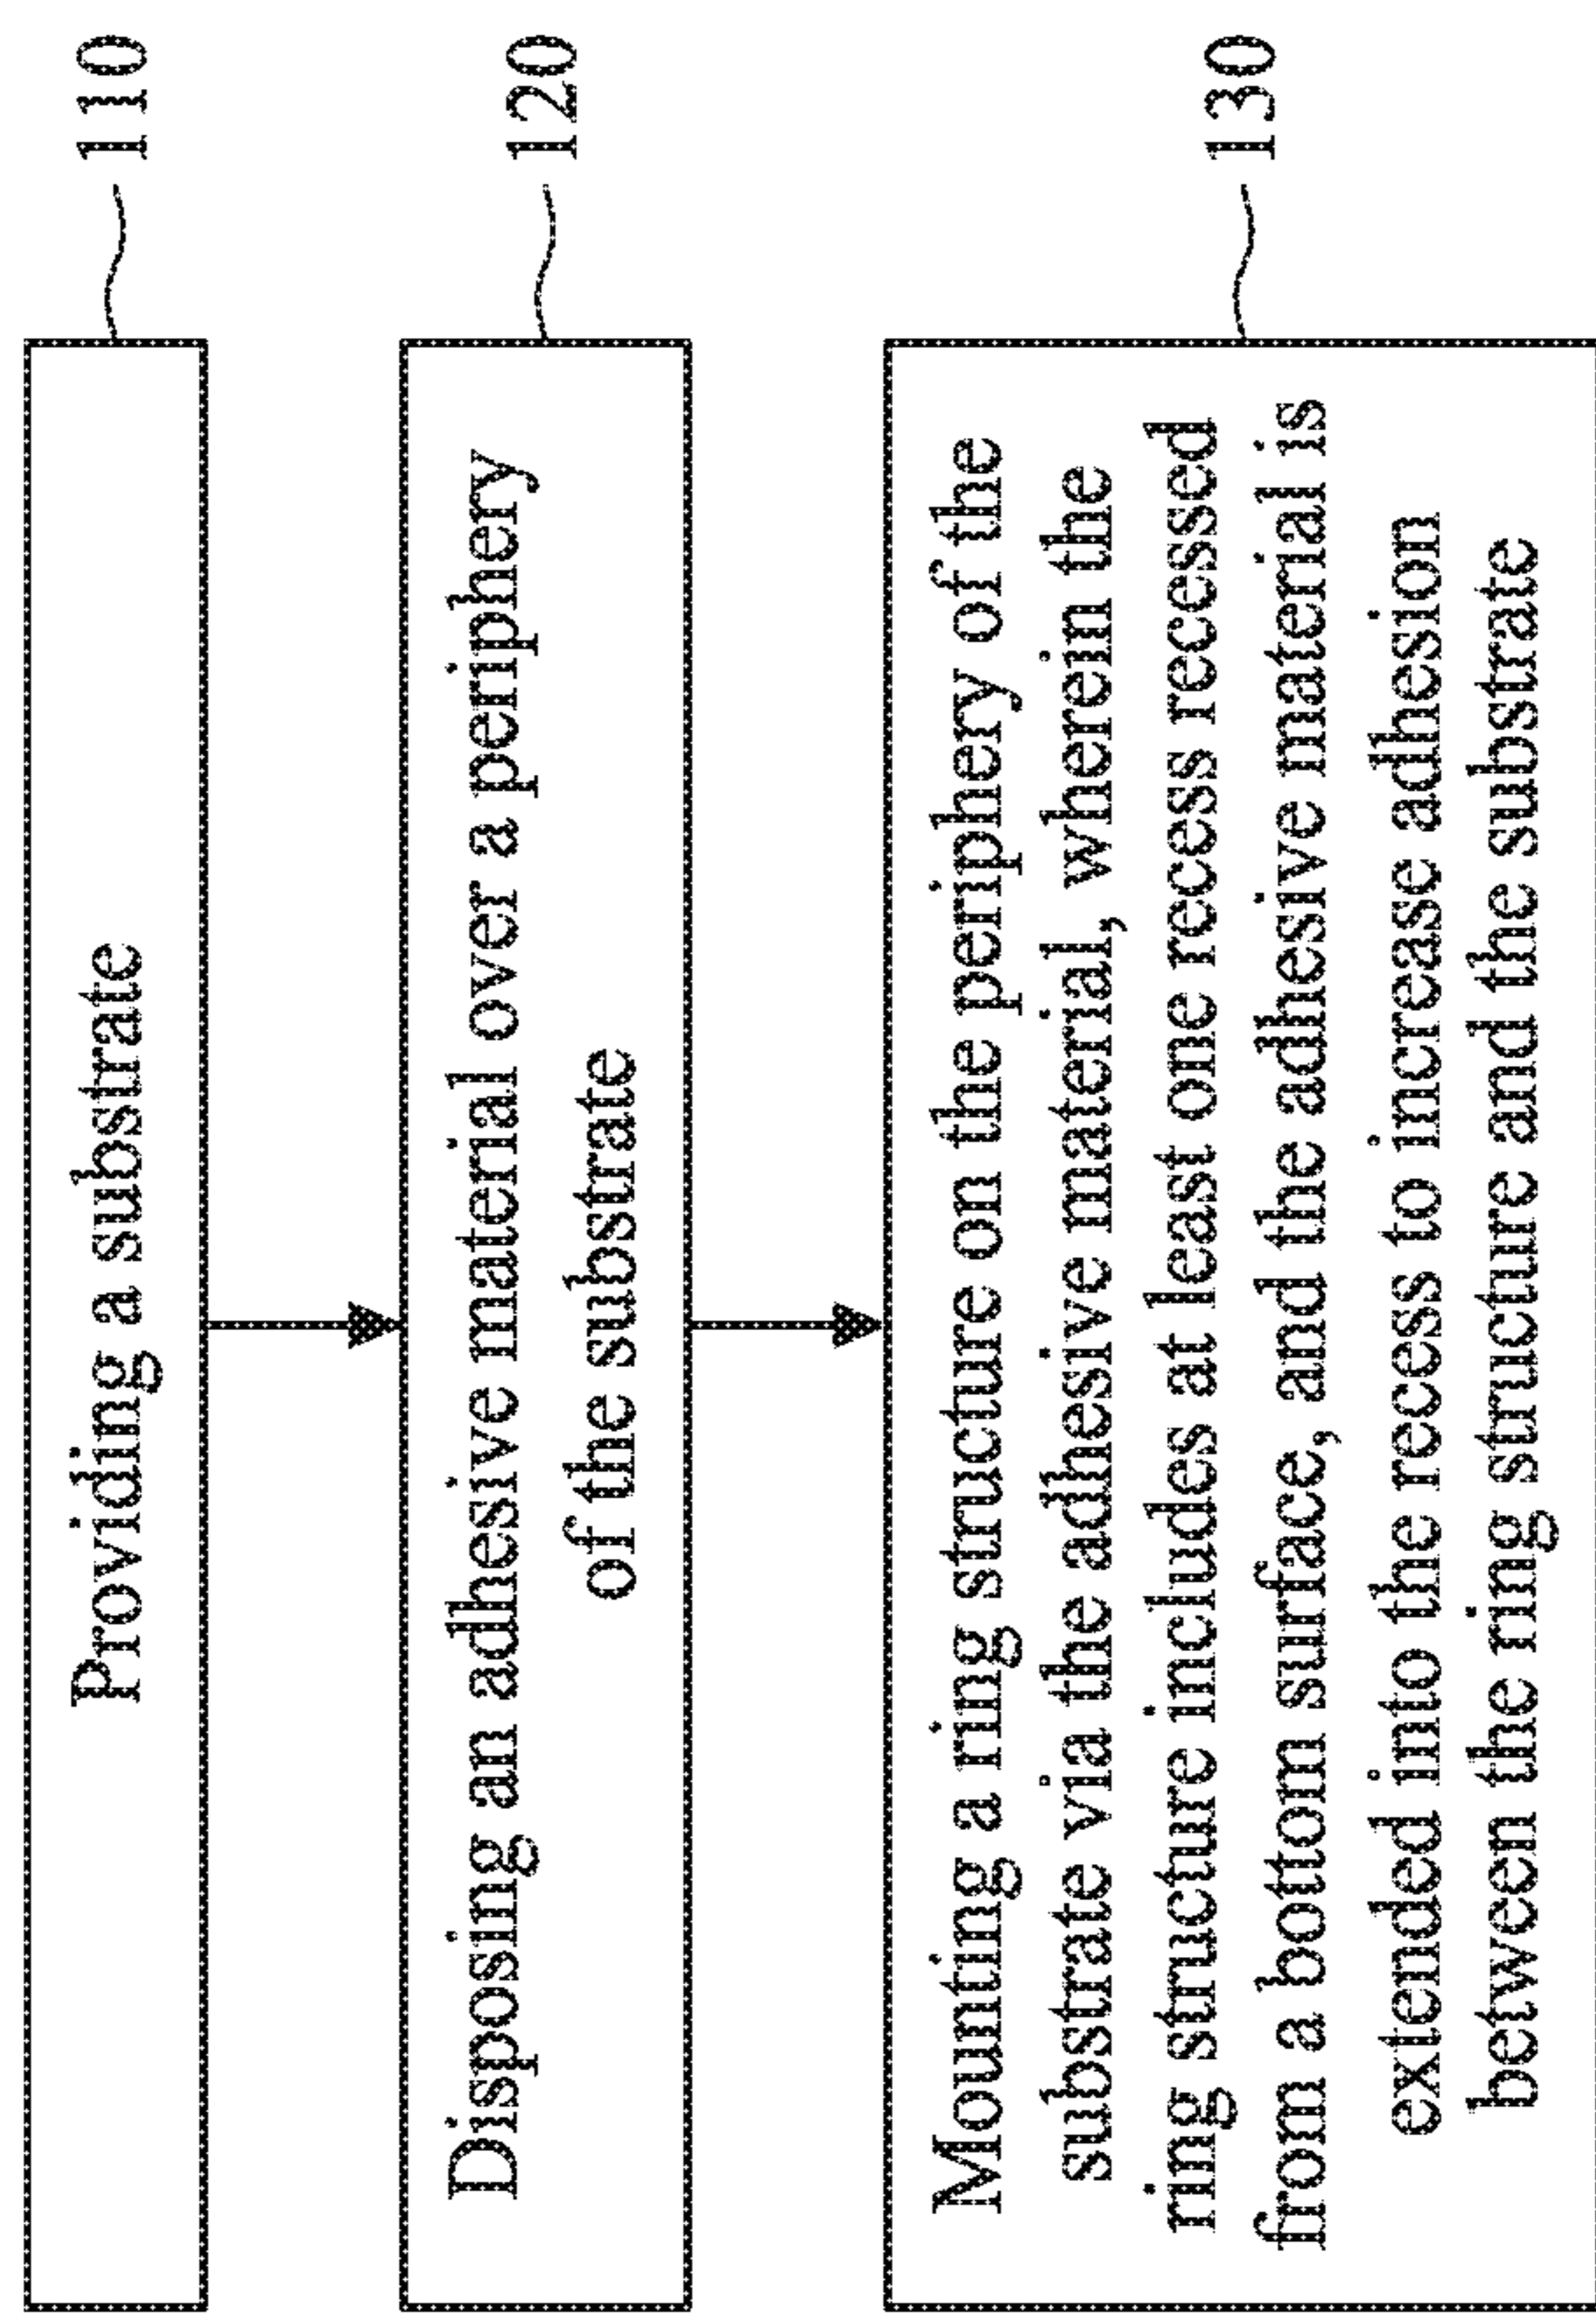 Providing a substrate
110
Disposing an adhesive material over a periphery
of the substrate
120
Mounting a ring structure on the periphery of the
substrate via the adhesive material, wherein the
ring structure includes at least one recess recessed
from a bottom surface, and the adhesive material is
extended into the recess to increase adhesion
between the ring structure and the substrate
130